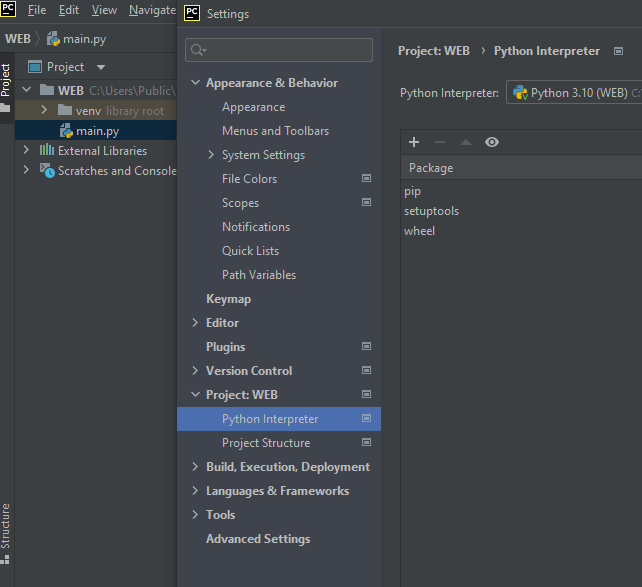 PC File Edit View Navigate
WEB main.py
Project
Project
WEB C:\Users\Public\
venv library root
main.py
External Libraries
Scratches and Console
Structure
PC Settings
Appearance & Behavior
Appearance
Menus and Toolbars
System Settings
File Colors
Scopes
Notifications
Quick Lists
Path Variables
Keymap
Editor
Plugins
Version Control
Project: WEB
Python Interpreter
Project Structure
Build, Execution, Deployment
Languages & Frameworks
Tools
Advanced Settings
Project: WEB › Python Interpreter
Python Interpreter: Python 3.10 (WEB) C:
Package
pip
setuptools
wheel